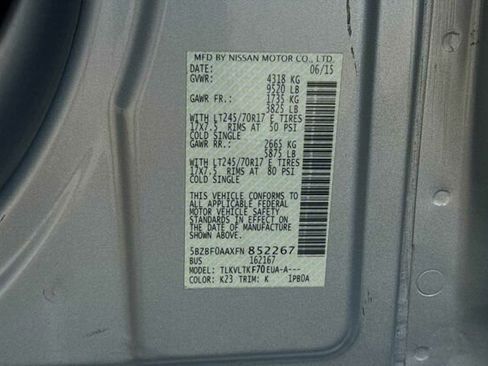 MFD BY NISSAN MOTOR CO., LTD.
DATE: 06/15
GVWR: 4318 KG
9520 LB
GAWR FR.: 1735 KG
3825 LB
WITH LT245/70R17 E TIRES
17X7.5 RIMS AT 50 PSI
COLD SINGLE
GAWR RR.: 2665 KG
5875 LB
WITH LT245/70R17 E TIRES
17X7.5 RIMS AT 80 PSI
COLD SINGLE
THIS VEHICLE CONFORMS TO
ALL APPLICABLE FEDERAL
MOTOR VEHICLE SAFETY
STANDARDS IN EFFECT ON
THE DATE OF MANUFACTURE
SHOWN ABOVE.
5BZBF0AAXFN852267
BUS 162167
MODEL: TLKVLTKF70EUA-A---
COLOR: K23 TRIM: K 1PBOA